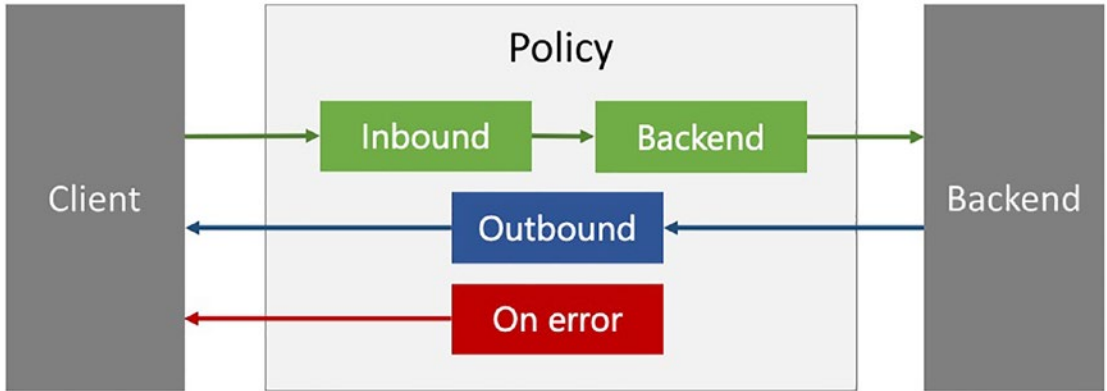 Policy
Inbound
Backend
Client
Outbound
Backend
On error